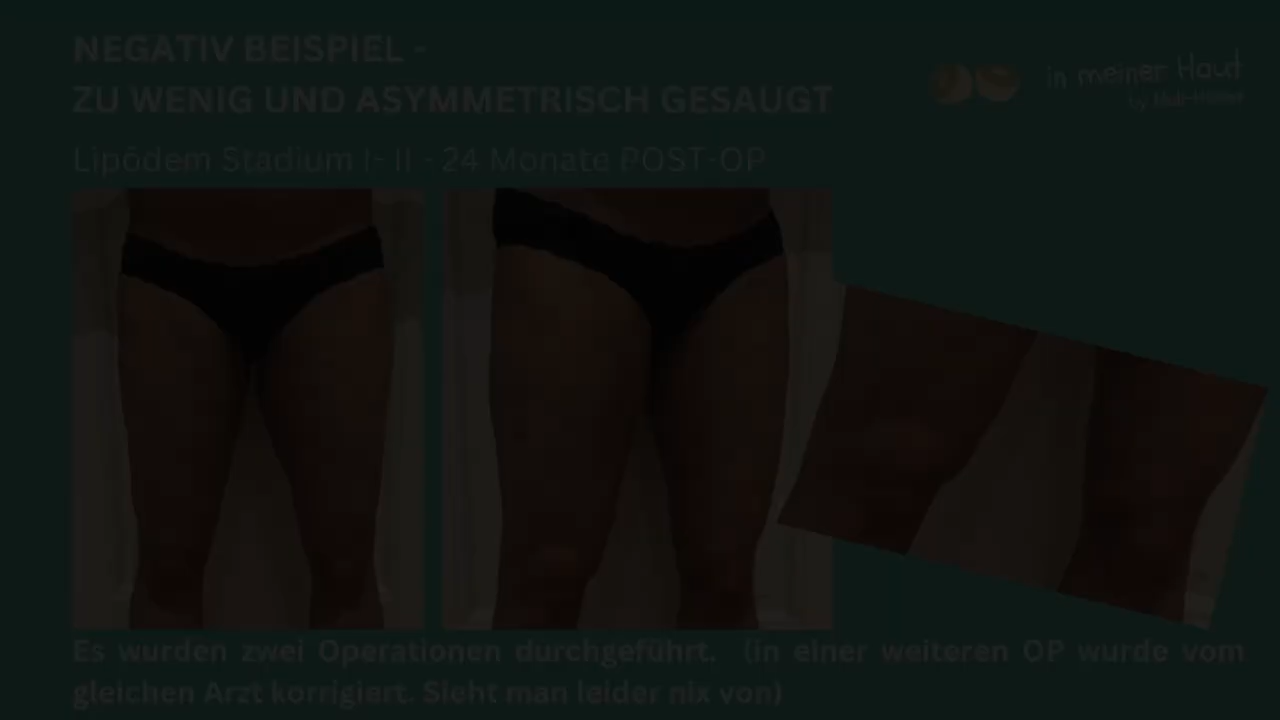 NEGATIV BEISPIEL -
ZU WENIG UND ASYMMETRISCH GESAUGT
in meiner Haut
Lipödem Stadium I- II - 24 Monate POST-OP
Es wurden zwei Operationen durchgeführt. (in einer weiteren OP wurde vom
gleichen Arzt korrigiert. Sieht man leider nix von)